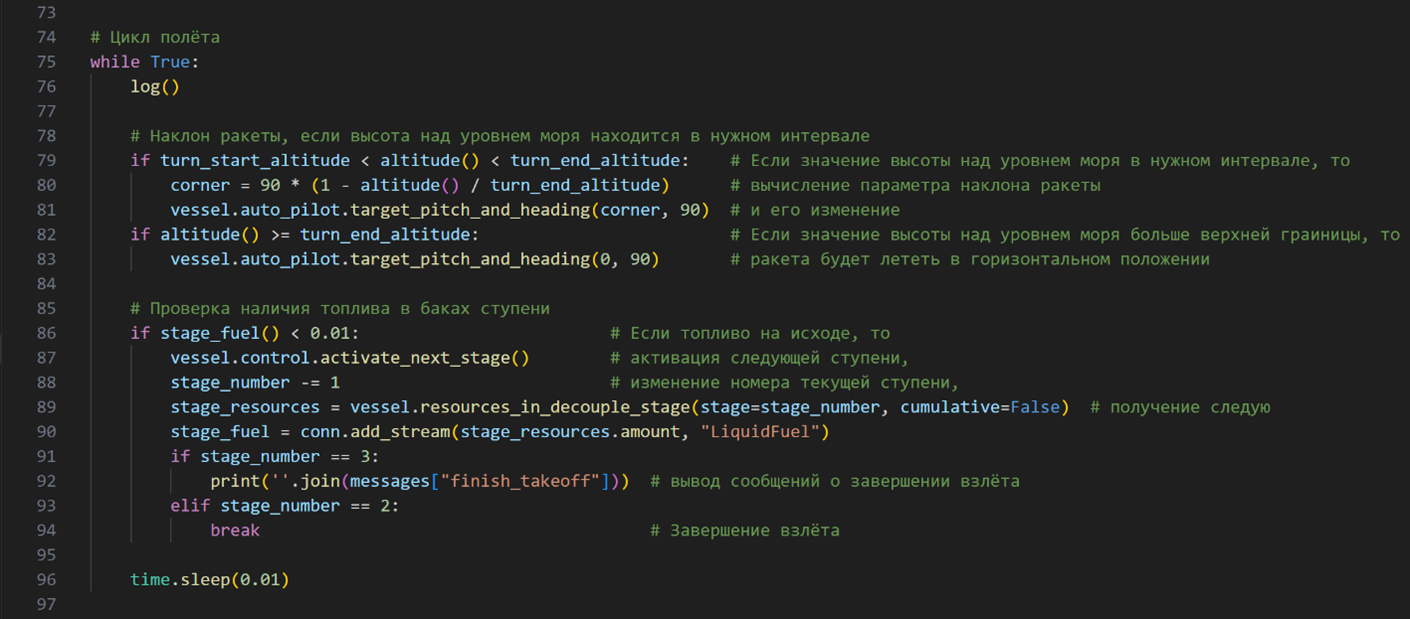 73
74 # Цикл полёта
75 while True:
76 log()
77
78 # Наклон ракеты, если высота над уровнем моря находится в нужном интервале
79 if turn_start_altitude < altitude() < turn_end_altitude: # Если значение высоты над уровнем моря в нужном интервале, то
80 corner = 90 * (1 - altitude() / turn_end_altitude) # вычисление параметра наклона ракеты
81 vessel.auto_pilot.target_pitch_and_heading(corner, 90) # и его изменение
82 if altitude() >= turn_end_altitude: # Если значение высоты над уровнем моря больше верхней граиницы, то
83 vessel.auto_pilot.target_pitch_and_heading(0, 90) # ракета будет лететь в горизонтальном положении
84
85 # Проверка наличия топлива в баках ступени
86 if stage_fuel() < 0.01: # Если топливо на исходе, то
87 vessel.control.activate_next_stage() # активация следующей ступени,
88 stage_number -= 1 # изменение номера текущей ступени,
89 stage_resources = vessel.resources_in_decouple_stage(stage=stage_number, cumulative=False) # получение следую
90 stage_fuel = conn.add_stream(stage_resources.amount, "LiquidFuel")
91 if stage_number == 3:
92 print(''.join(messages["finish_takeoff"])) # вывод сообщений о завершении взлёта
93 elif stage_number == 2:
94 break # Завершение взлёта
95
96 time.sleep(0.01)
97